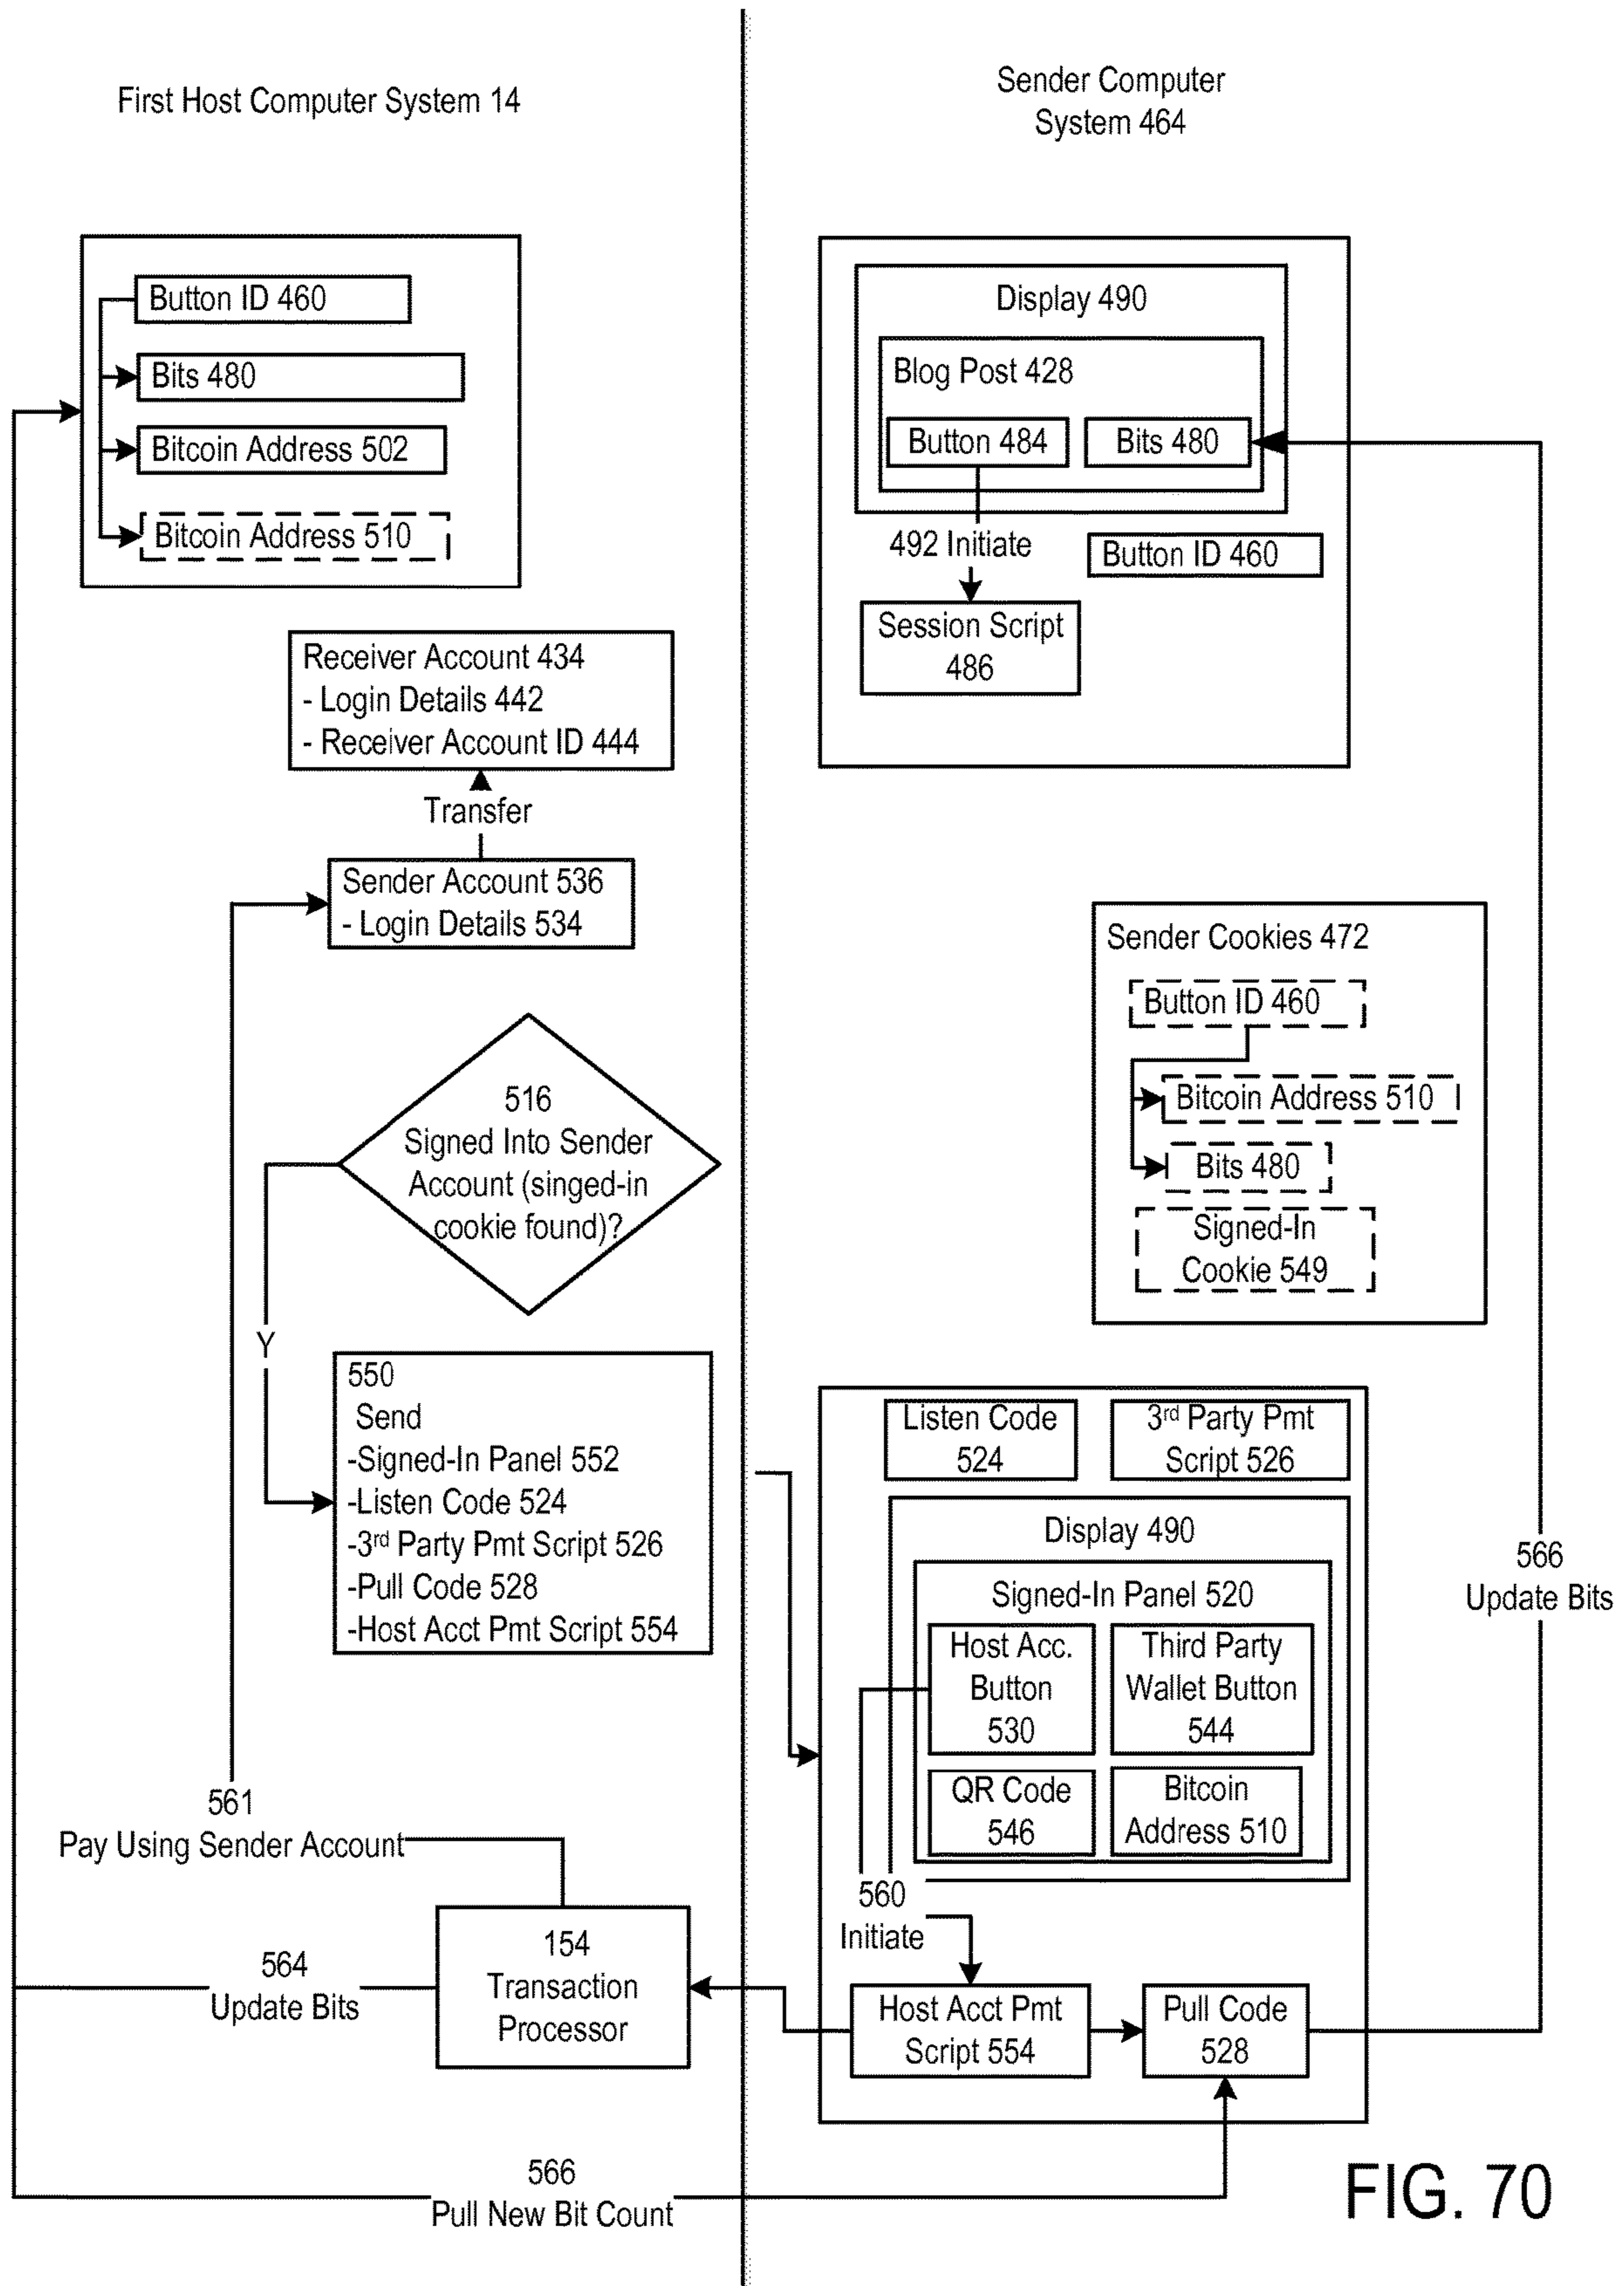 First Host Computer System 14
Sender Computer
System 464
Button ID 460
Bits 480
Bitcoin Address 502
Bitcoin Address 510
Display 490
Blog Post 428
Button 484
Bits 480
492 Initiate
Button ID 460
Session Script
486
Receiver Account 434
- Login Details 442
- Receiver Account ID 444
Transfer
Sender Account 536
- Login Details 534
Sender Cookies 472
Button ID 460
Bitcoin Address 510
Bits 480
Signed-In
Cookie 549
516
Signed Into Sender
Account (singed-in
cookie found)?
Y
550
Send
-Signed-In Panel 552
-Listen Code 524
-3rd Party Pmt Script 526
-Pull Code 528
-Host Acct Pmt Script 554
Listen Code
524
3rd Party Pmt
Script 526
Display 490
Signed-In Panel 520
Host Acc.
Button
530
Third Party
Wallet Button
544
QR Code
546
Bitcoin
Address 510
566
Update Bits
561
Pay Using Sender Account
560
Initiate
154
Transaction
Processor
564
Update Bits
Host Acct Pmt
Script 554
Pull Code
528
566
Pull New Bit Count
FIG. 70